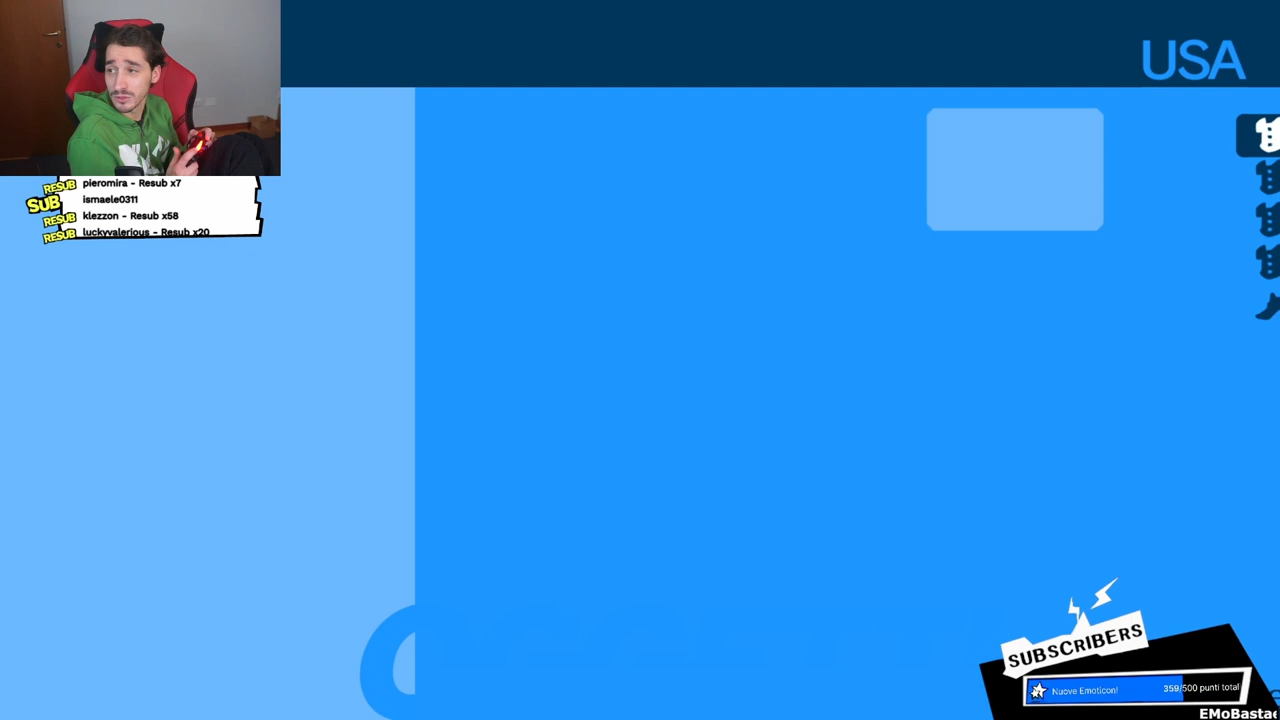 USA
RESUB pieromira - Resub x7
SUB ismaele0311
RESUB klezzon - Resub x58
RESUB luckyvalerious - Resub x20
SUBSCRIBERS
Nuove Emoticon! 359/500 punti total